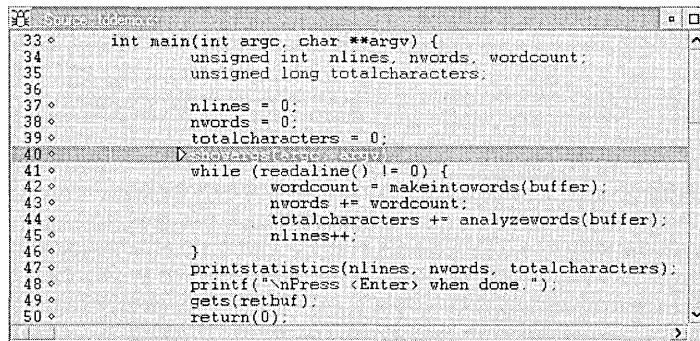 Source: tddemo.c
33 int main(int argc, char **argv) {
34 unsigned int nlines, nwords, wordcount;
35 unsigned long totalcharacters;
36
37 nlines = 0;
38 nwords = 0;
39 totalcharacters = 0;
40 showargs(argc, argv);
41 while (readaline() != 0) {
42 wordcount = makeintowords(buffer);
43 nwords += wordcount;
44 totalcharacters += analyzewords(buffer);
45 nlines++;
46 }
47 printstatistics(nlines, nwords, totalcharacters);
48 printf("\nPress <Enter> when done.");
49 gets(retbuf);
50 return(0);